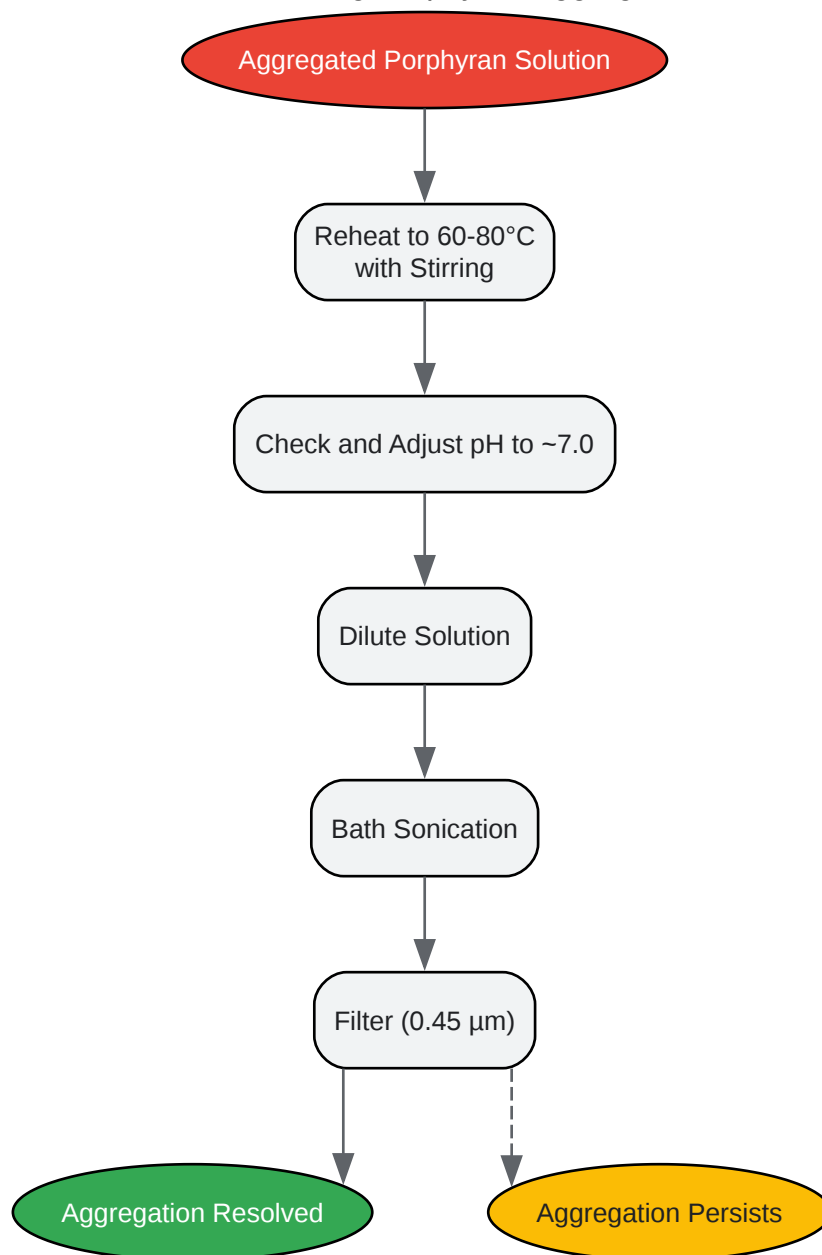 Aggregated Porphyran Solution
Reheat to 60-80°C
with Stirring
Check and Adjust pH to ~7.0
Dilute Solution
Bath Sonication
Filter (0.45 µm)
Aggregation Resolved
Aggregation Persists